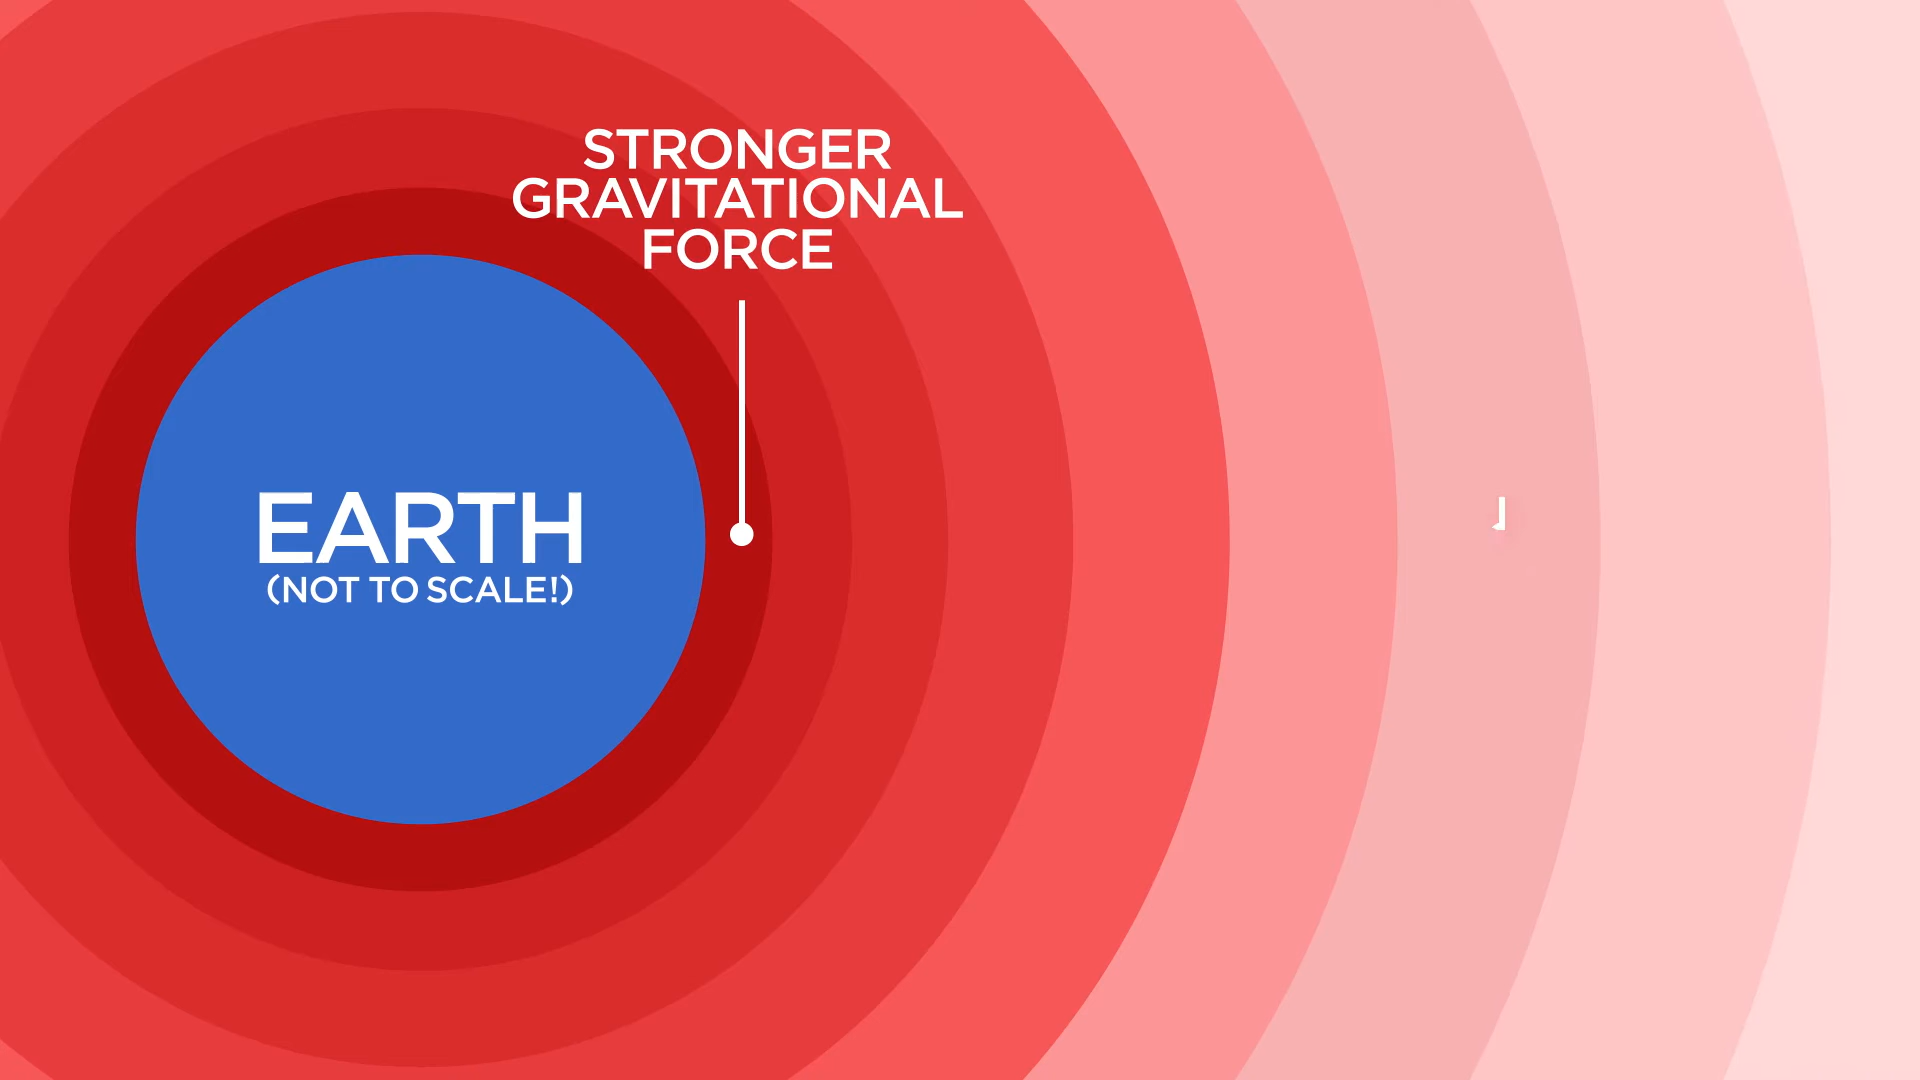 STRONGER
GRAVITATIONAL
FORCE
EARTH
(NOT TO SCALE!)